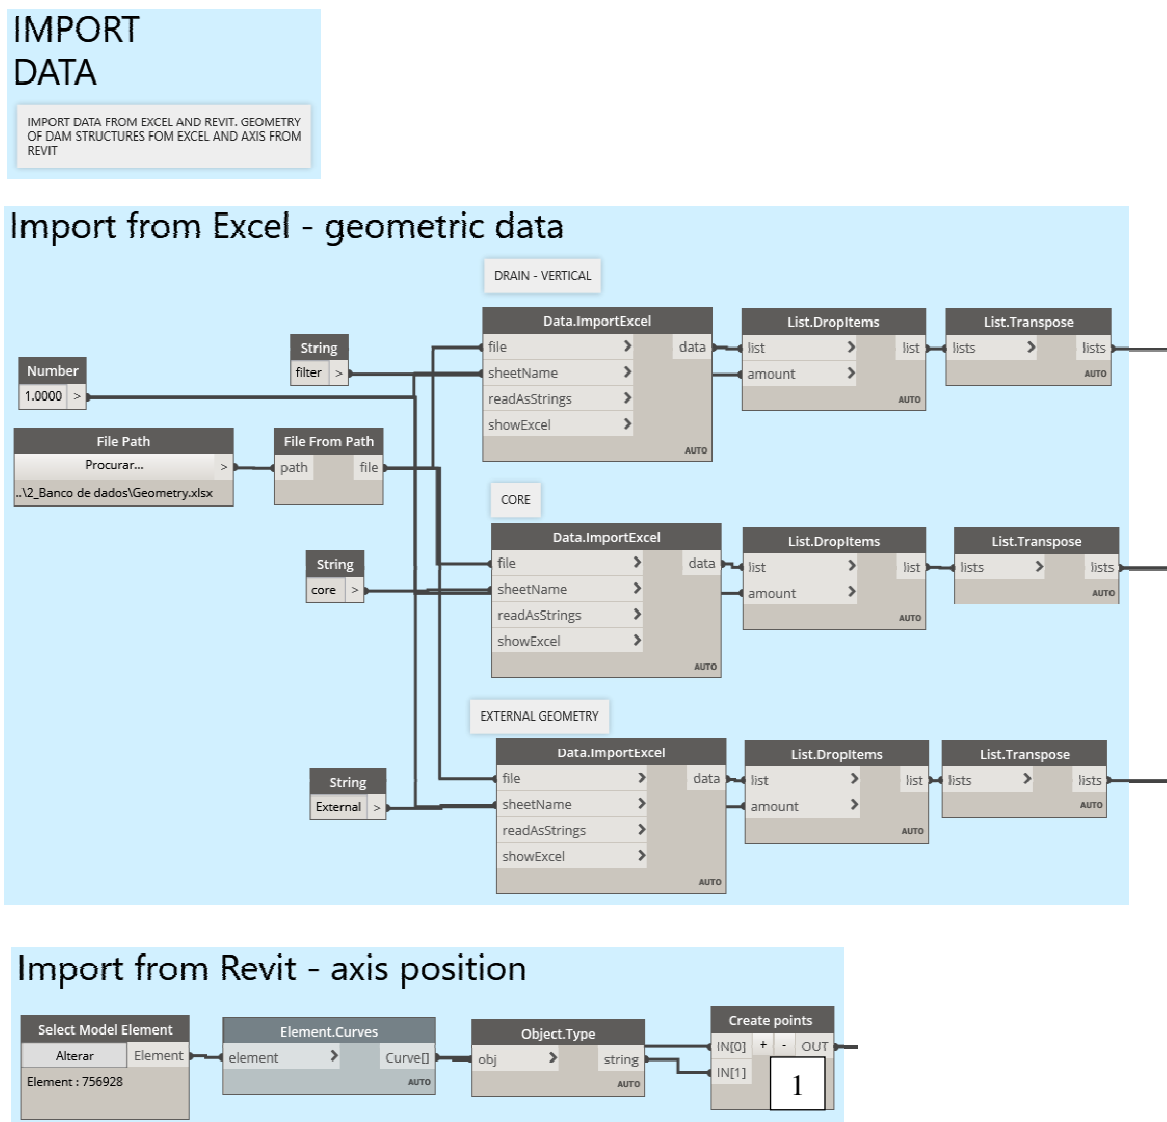 IMPORT
DATA
IMPORT DATA FROM EXCEL AND REVIT. GEOMETRY
OF DAM STRUCTURES FOM EXCEL AND AXIS FROM
REVIT
Import from Excel - geometric data
DRAIN - VERTICAL
Number
1.0000 >
String
filter >
Data.ImportExcel
file > data
sheetName >
readAsStrings >
showExcel >
AUTO
List.DropItems
list > list
amount >
AUTO
List.Transpose
lists > lists
AUTO
File Path
Procurar... >
..\2_Banco de dados\Geometry.xlsx
File From Path
path file
CORE
String
core >
Data.ImportExcel
file > data
sheetName >
readAsStrings >
showExcel >
AUTO
List.DropItems
list > list
amount >
AUTO
List.Transpose
lists > lists
AUTO
EXTERNAL GEOMETRY
String
External >
Data.ImportExcel
file > data
sheetName >
readAsStrings >
showExcel >
AUTO
List.DropItems
list > list
amount >
AUTO
List.Transpose
lists > lists
AUTO
Import from Revit - axis position
Select Model Element
Alterar Element
Element : 756928
Element.Curves
element > Curve[]
AUTO
Object.Type
obj > string
AUTO
Create points
IN[0] + - OUT
IN[1]
1